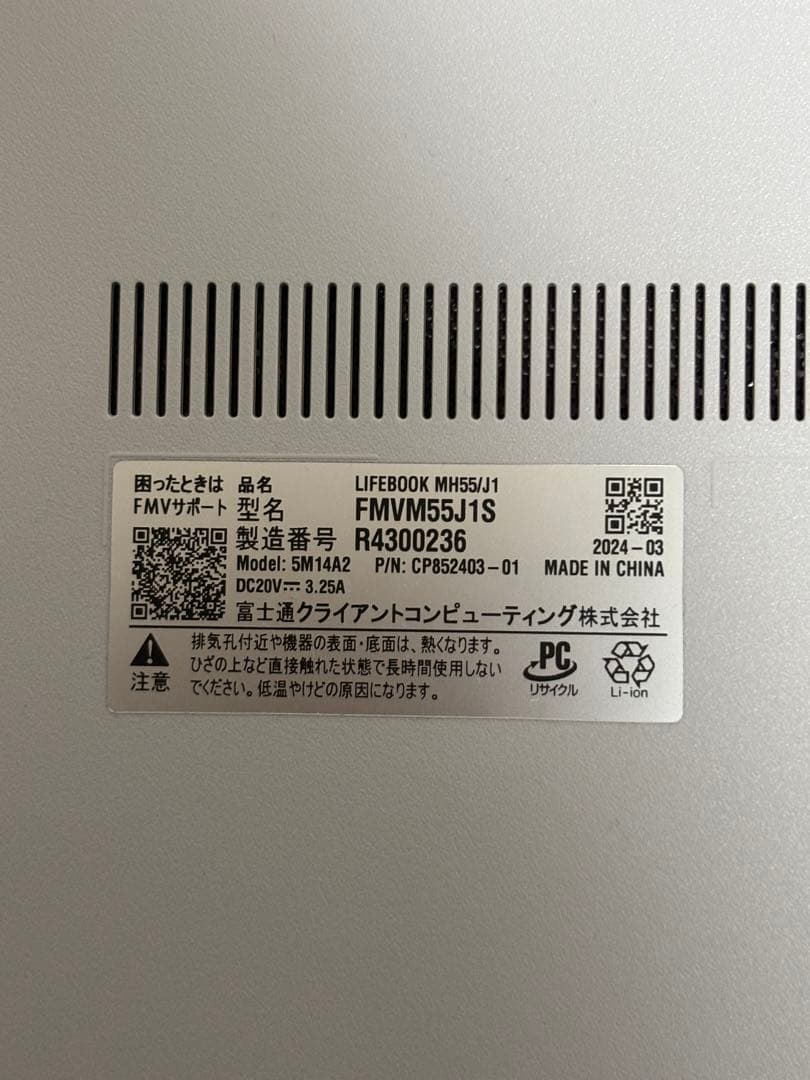 困ったときは 品名 LIFEBOOK MH55/J1
FMVサポート 型名 FMVM55J1S
製造番号 R4300236 2024-03
Model: 5M14A2 P/N: CP852403-01 MADE IN CHINA
DC20V⎓ 3.25A
富士通クライアントコンピューティング株式会社
排気孔付近や機器の表面・底面は、熱くなります。
ひざの上など直接触れた状態で長時間使用しない
でください。低温やけどの原因になります。
注意
PC
リサイクル
Li-ion